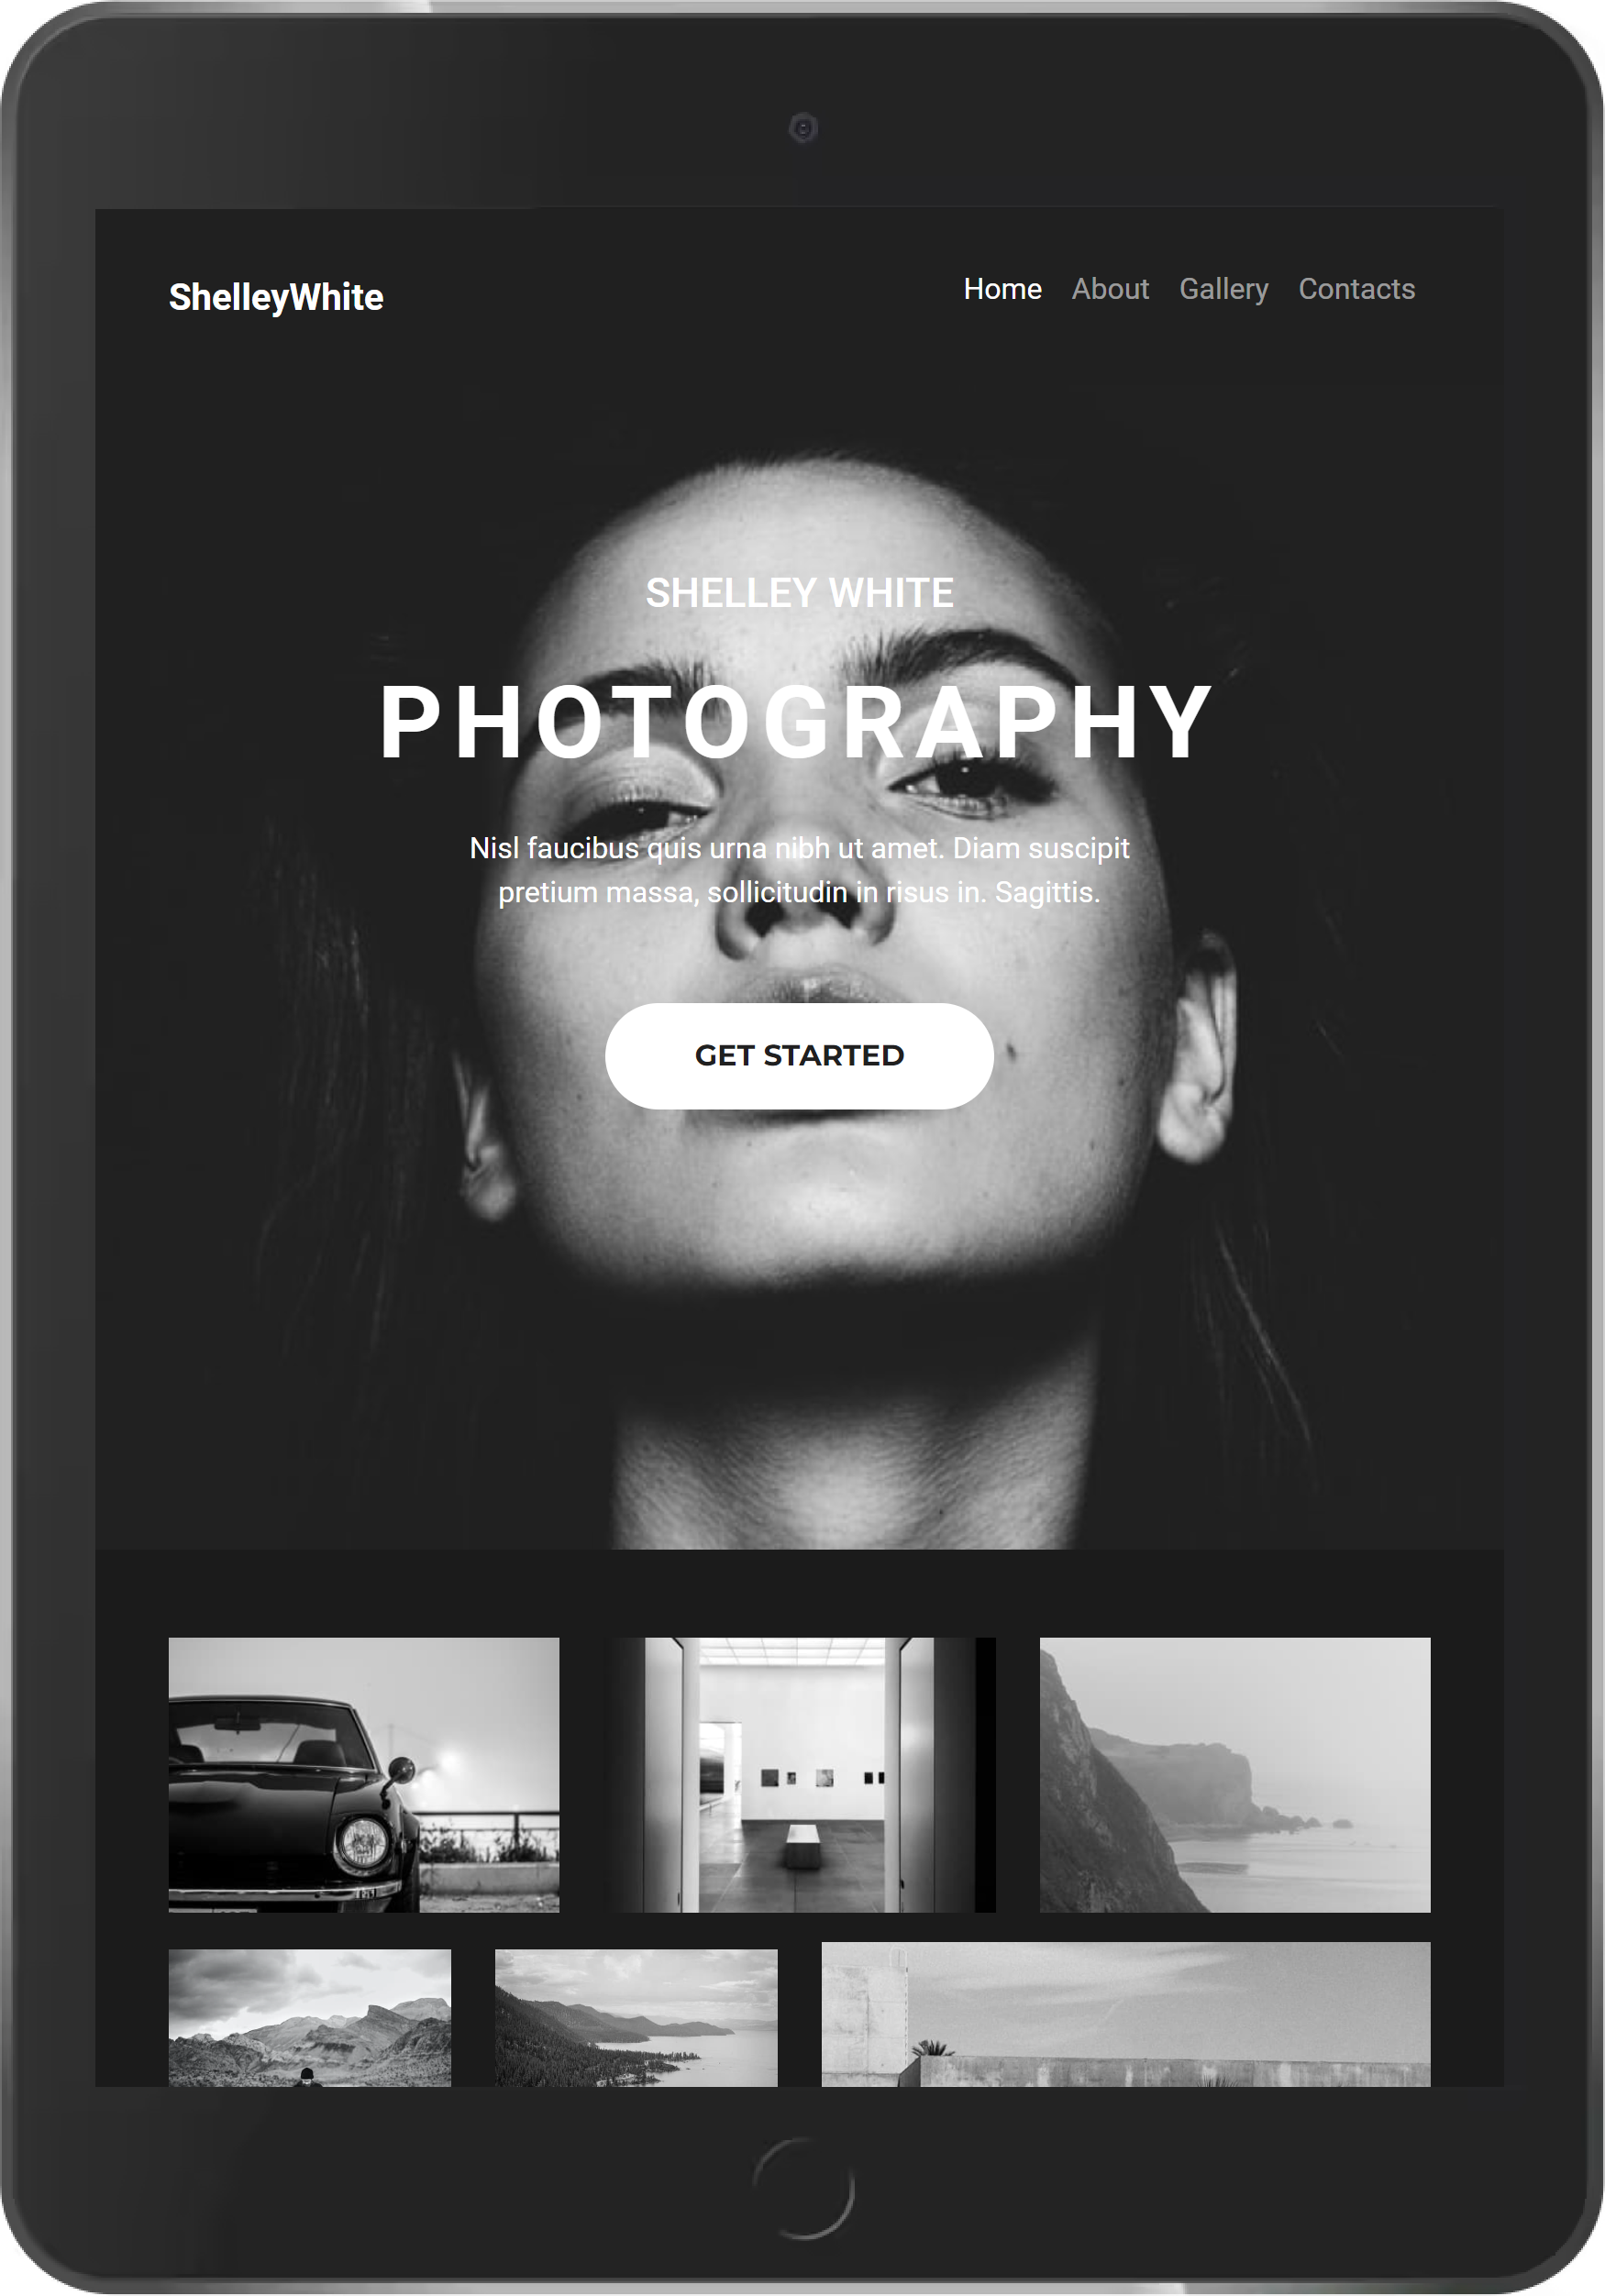 ShelleyWhite
Home About Gallery Contacts
SHELLEY WHITE
PHOTOGRAPHY
Nisl faucibus quis urna nibh ut amet. Diam suscipit
pretium massa, sollicitudin in risus in. Sagittis.
GET STARTED